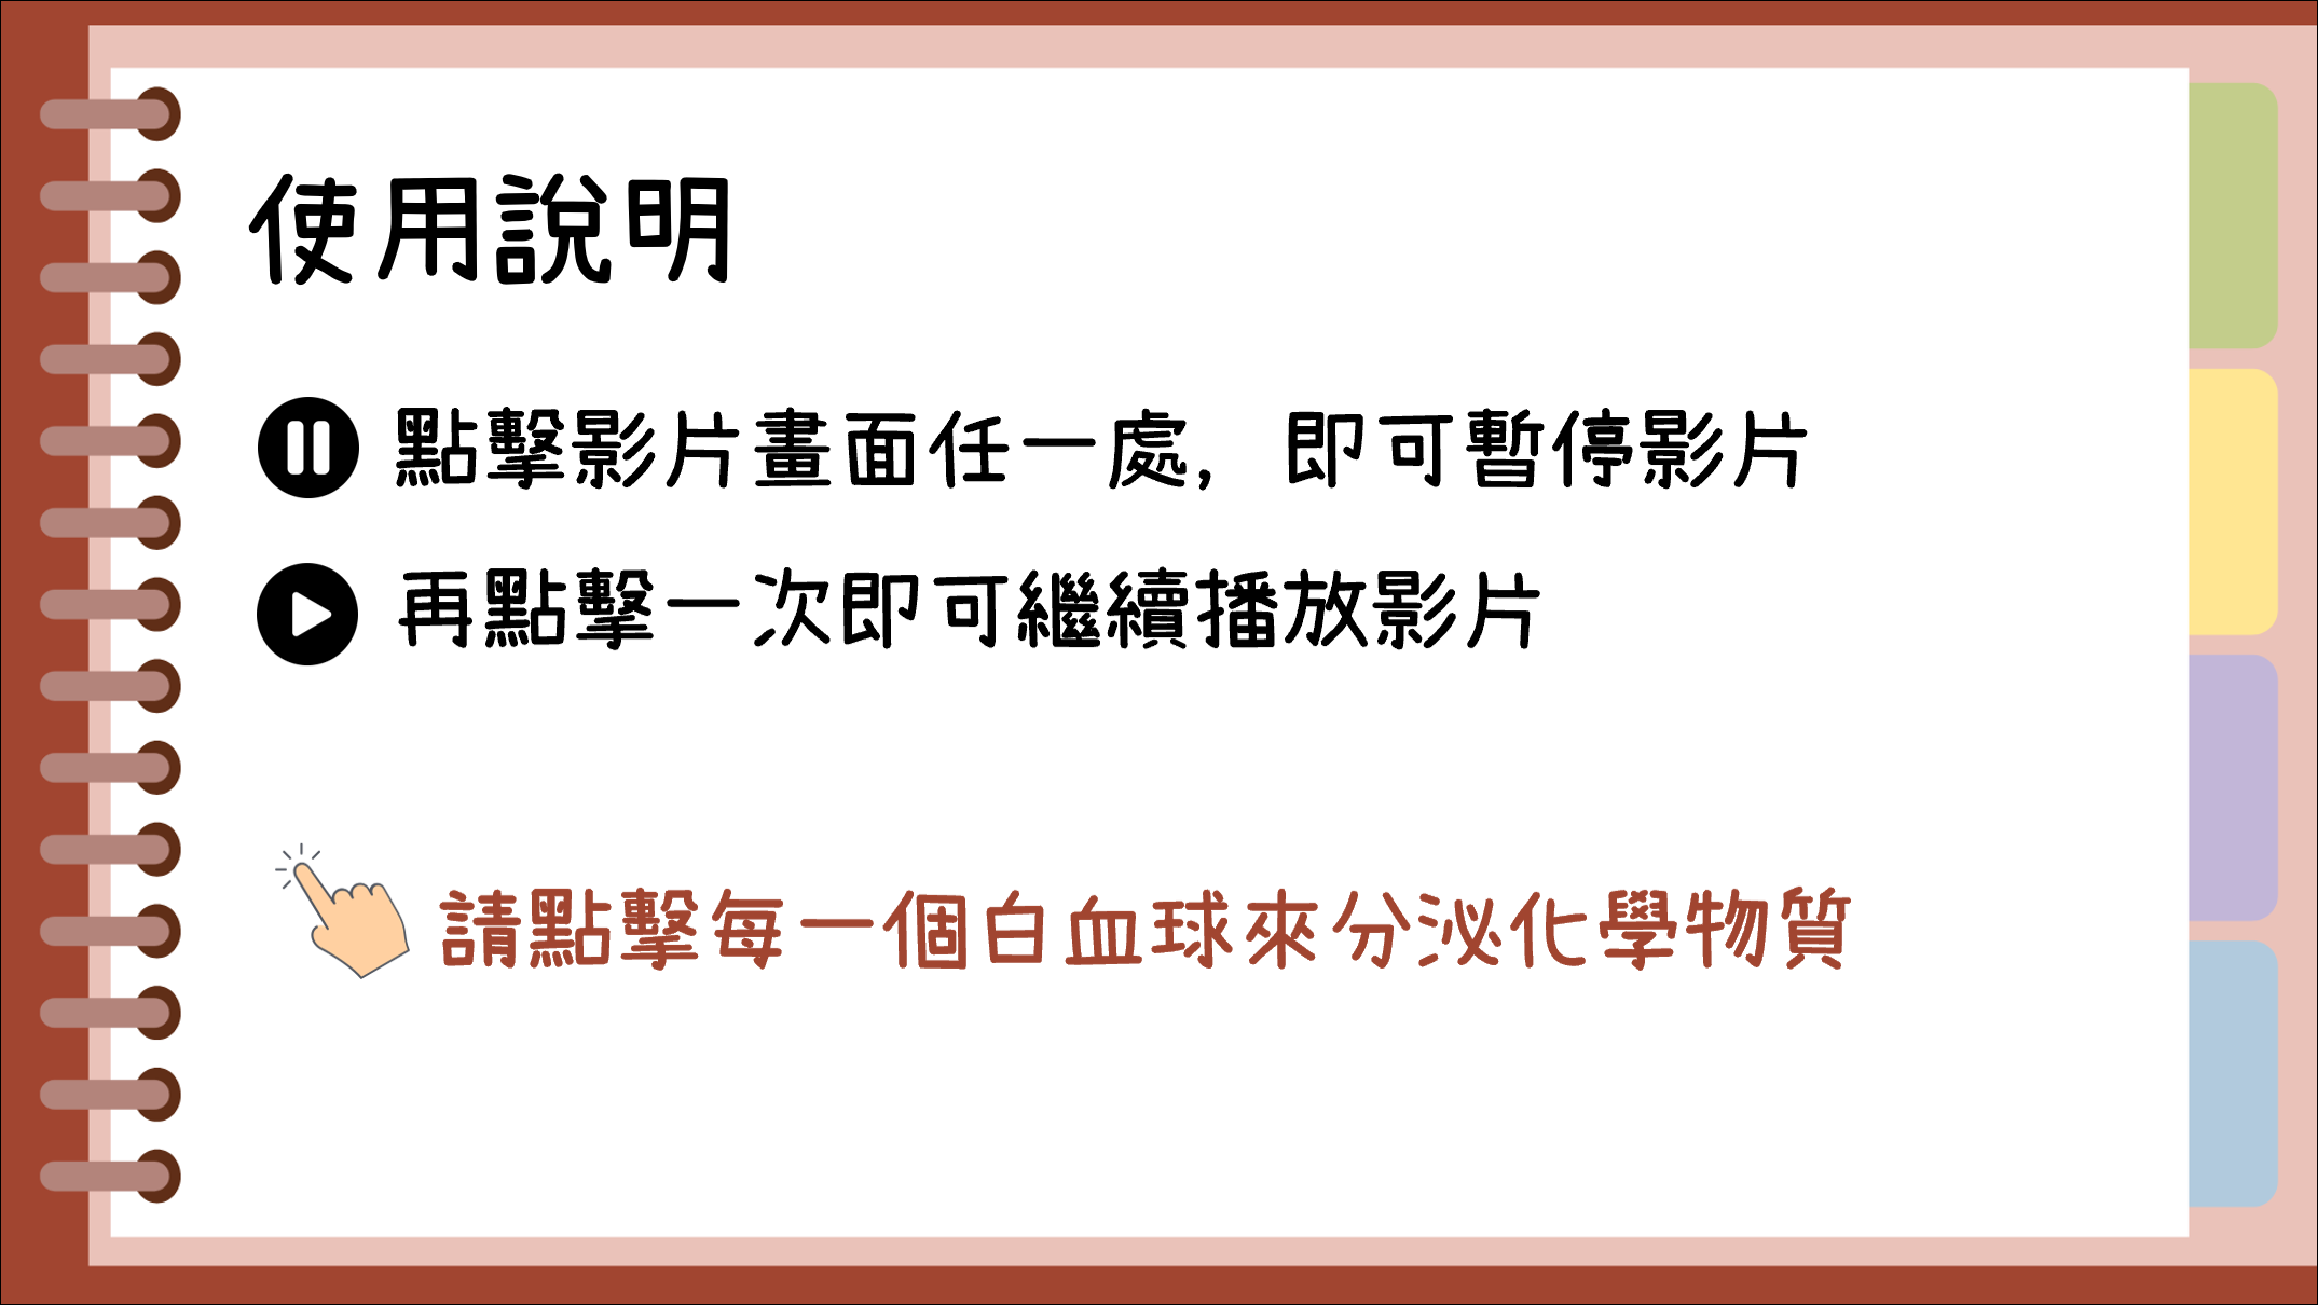 使用說明
點擊影片畫面任一處，即可暫停影片
再點擊一次即可繼續播放影片
請點擊每一個白血球來分泌化學物質